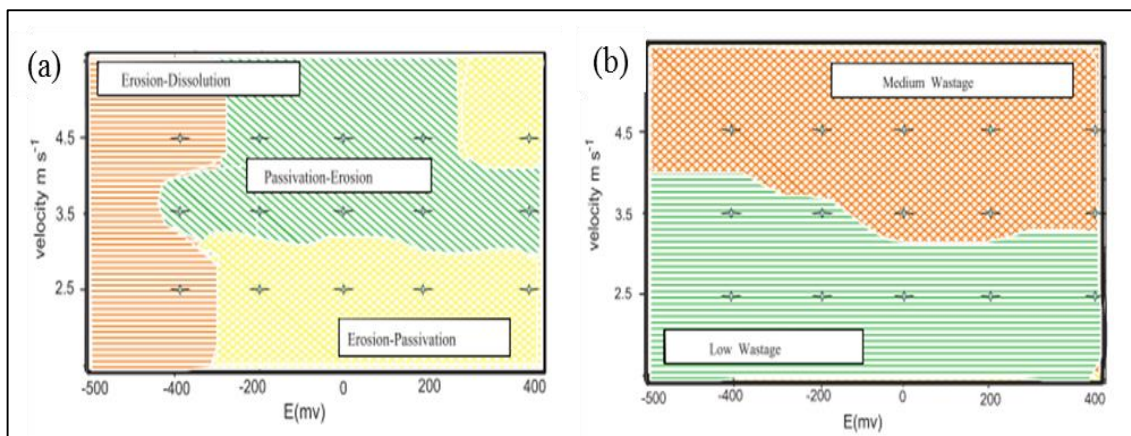 (a)
Erosion-Dissolution
4.5
Passivation-Erosion
3.5
2.5
Erosion-Passivation
velocity m s⁻¹
-500 -400 -200 0 200 400
E(mv)
(b)
Medium Wastage
4.5
3.5
2.5
Low Wastage
velocity m s⁻¹
-500 -400 -200 0 200 400
E(mv)